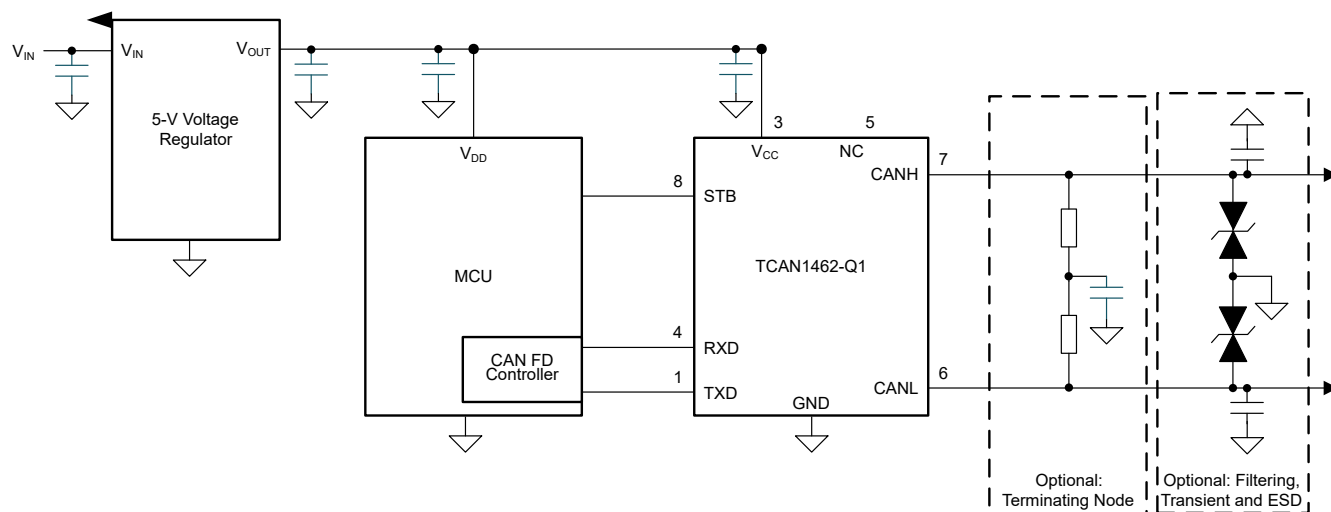 VIN
VIN
VOUT
5-V Voltage
Regulator
3
5
VDD
VCC
NC
7
CANH
8
STB
MCU
TCAN1462-Q1
4
RXD
CAN FD
Controller
1
TXD
6
CANL
GND
Optional:
Terminating Node
Optional: Filtering,
Transient and ESD